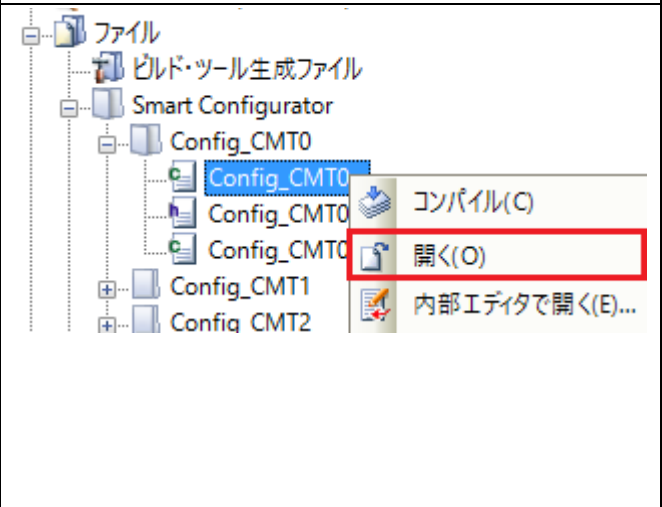 ファイル
ビルド・ツール生成ファイル
Smart Configurator
Config_CMT0
Config_CMT0
コンパイル(C)
Config_CMT0
Config_CMT0
開く(O)
Config_CMT1
内部エディタで開く(E)...
Config_CMT2